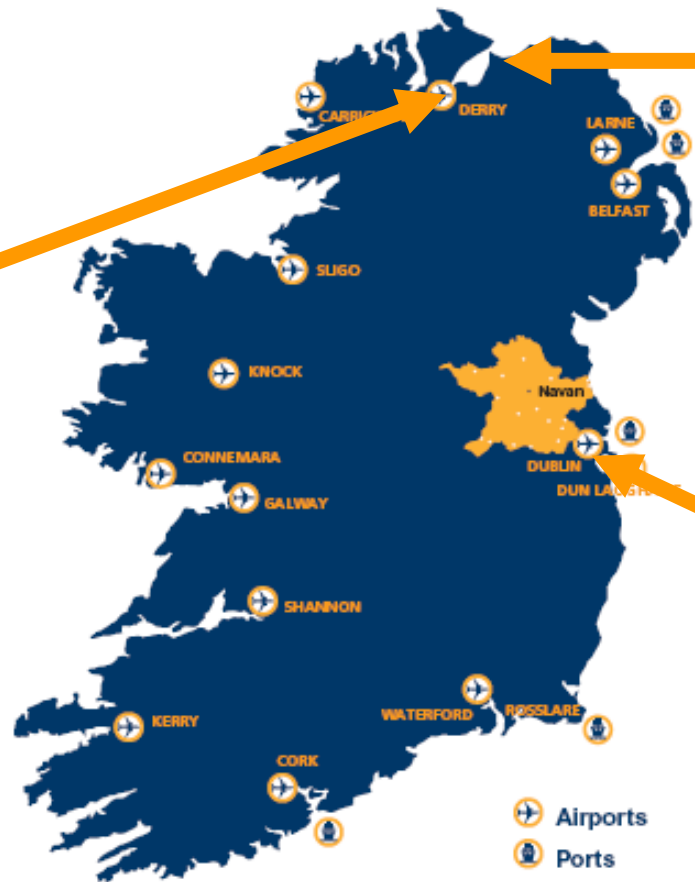 DERRY
LARNE
BELFAST
SLIGO
KNOCK
Navan
CONNEMARA
DUBLIN
GALWAY
SHANNON
WATERFORD
ROSSLARE
KERRY
CORK
Airports
Ports